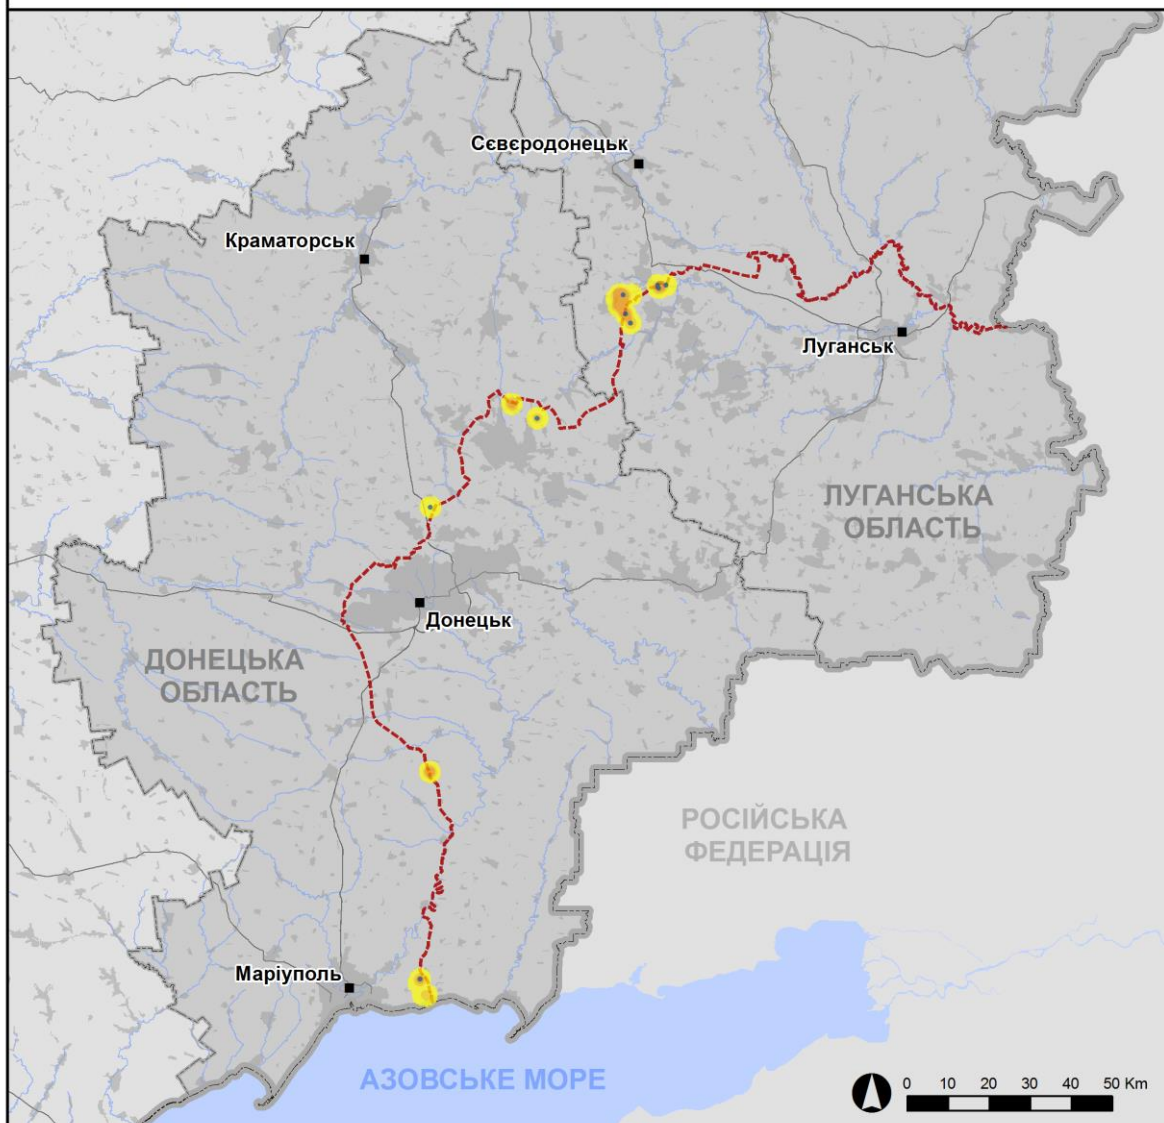 Сєвєродонецьк
Краматорськ
Луганськ
ЛУГАНСЬКА
ОБЛАСТЬ
Донецьк
ДОНЕЦЬКА
ОБЛАСТЬ
РОСІЙСЬКА
ФЕДЕРАЦІЯ
Маріуполь
АЗОВСЬКЕ МОРЕ
0 10 20 30 40 50 Km